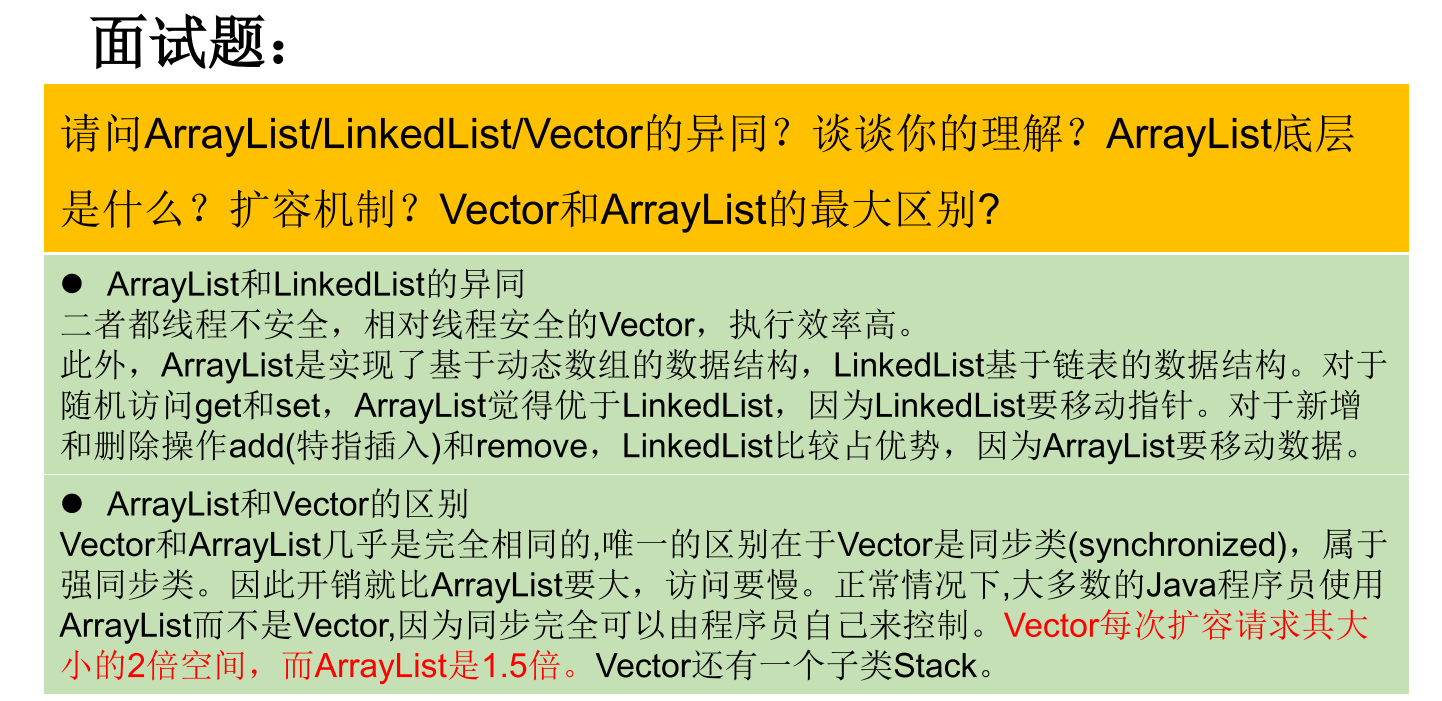 面试题：
请问ArrayList/LinkedList/Vector的异同？谈谈你的理解？ArrayList底层
是什么？扩容机制？Vector和ArrayList的最大区别?
● ArrayList和LinkedList的异同
二者都线程不安全，相对线程安全的Vector，执行效率高。
此外，ArrayList是实现了基于动态数组的数据结构，LinkedList基于链表的数据结构。对于
随机访问get和set，ArrayList觉得优于LinkedList，因为LinkedList要移动指针。对于新增
和删除操作add(特指插入)和remove，LinkedList比较占优势，因为ArrayList要移动数据。
● ArrayList和Vector的区别
Vector和ArrayList几乎是完全相同的,唯一的区别在于Vector是同步类(synchronized)，属于
强同步类。因此开销就比ArrayList要大，访问要慢。正常情况下,大多数的Java程序员使用
ArrayList而不是Vector,因为同步完全可以由程序员自己来控制。Vector每次扩容请求其大
小的2倍空间，而ArrayList是1.5倍。Vector还有一个子类Stack。